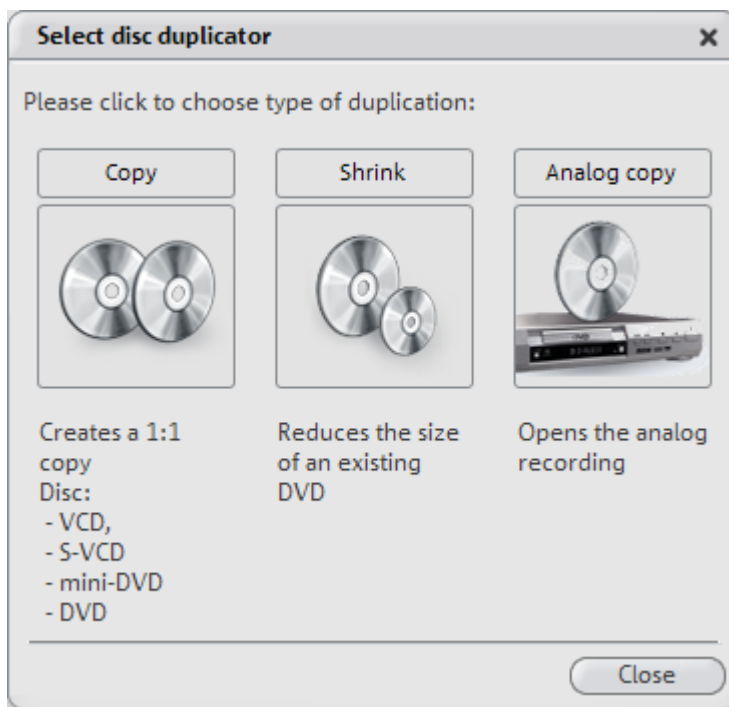 Select disc duplicator
Please click to choose type of duplication:
Copy
Shrink
Analog copy
Creates a 1:1
copy
Disc:
- VCD,
- S-VCD
- mini-DVD
- DVD
Reduces the size
of an existing
DVD
Opens the analog
recording
Close